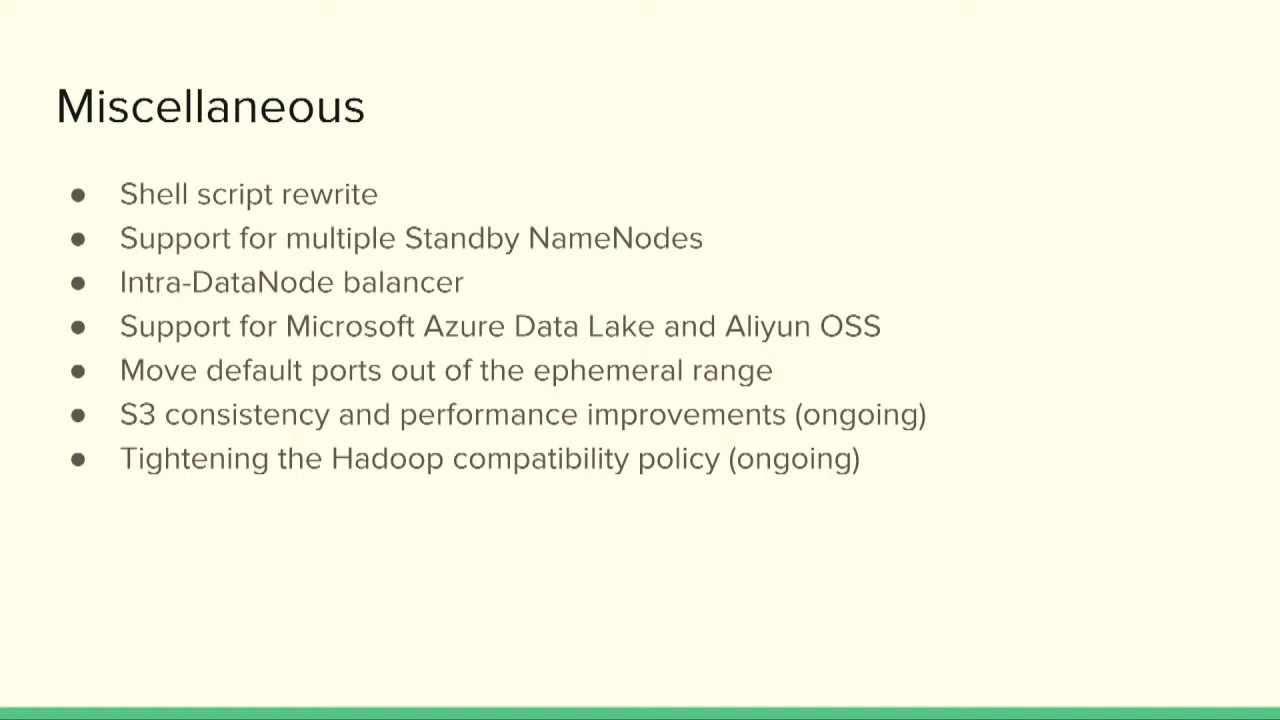 Miscellaneous
● Shell script rewrite
● Support for multiple Standby NameNodes
● Intra-DataNode balancer
● Support for Microsoft Azure Data Lake and Aliyun OSS
● Move default ports out of the ephemeral range
● S3 consistency and performance improvements (ongoing)
● Tightening the Hadoop compatibility policy (ongoing)